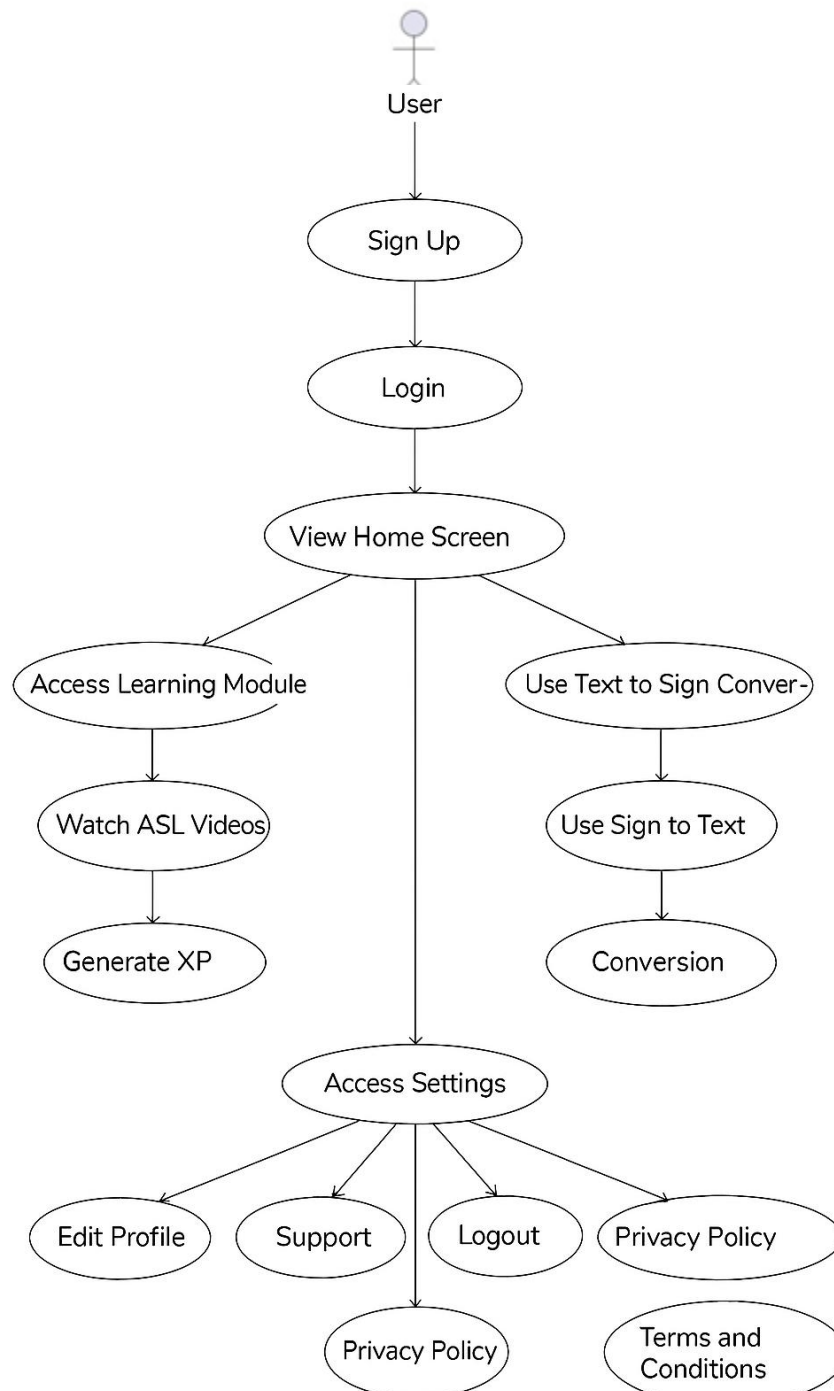 User
Sign Up
Login
View Home Screen
Access Learning Module
Use Text to Sign Conver-
Watch ASL Videos
Use Sign to Text
Generate XP
Conversion
Access Settings
Edit Profile
Support
Logout
Privacy Policy
Privacy Policy
Terms and
Conditions